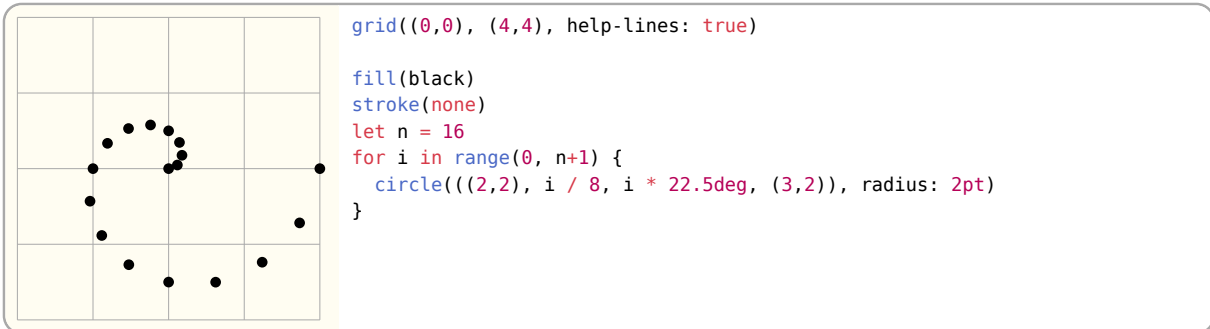 grid((0,0), (4,4), help-lines: true)
fill(black)
stroke(none)
let n = 16
for i in range(0, n+1) {
  circle(((2,2), i / 8, i * 22.5deg, (3,2)), radius: 2pt)
}